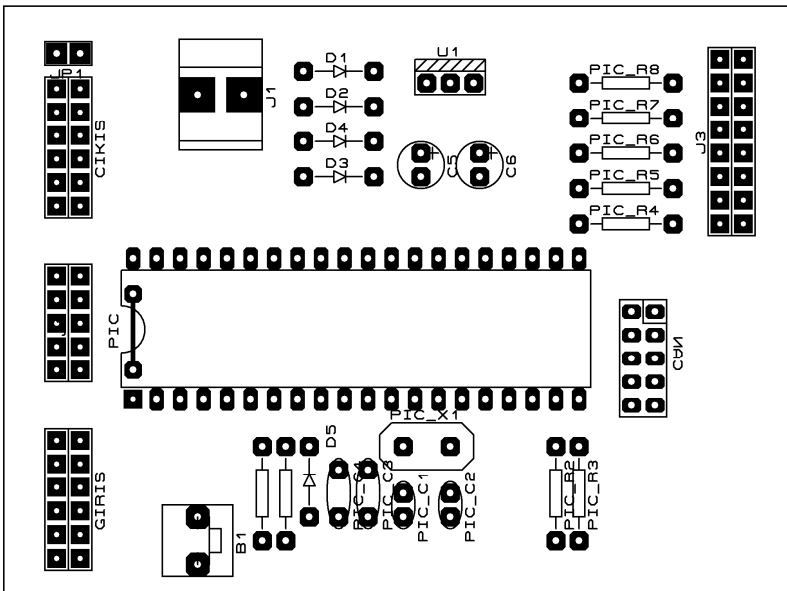 D1
U1
JP1
J1
D2
PIC_R8
PIC_R7
J3
CIKIS
D4
PIC_R6
D3
C5
C6
PIC_R5
PIC_R4
PIC
CAN
PIC_X1
D5
GIRIS
B1
PIC_C4
PIC_C3
PIC_C1
PIC_C2
PIC_R2
PIC_R3